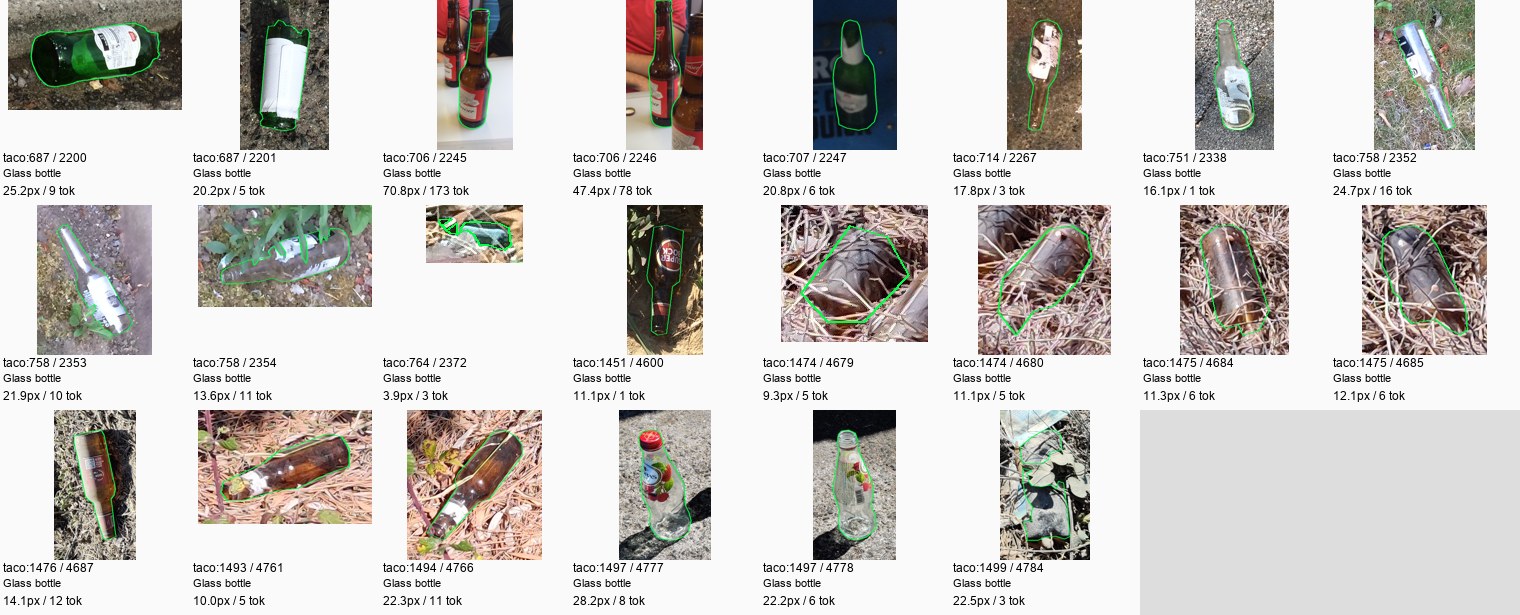 taco:687 / 2200
Glass bottle
25.2px / 9 tok
taco:687 / 2201
Glass bottle
20.2px / 5 tok
taco:706 / 2245
Glass bottle
70.8px / 173 tok
taco:706 / 2246
Glass bottle
47.4px / 78 tok
taco:707 / 2247
Glass bottle
20.8px / 6 tok
taco:714 / 2267
Glass bottle
17.8px / 3 tok
taco:751 / 2338
Glass bottle
16.1px / 1 tok
taco:758 / 2352
Glass bottle
24.7px / 16 tok
taco:758 / 2353
Glass bottle
21.9px / 10 tok
taco:758 / 2354
Glass bottle
13.6px / 11 tok
taco:764 / 2372
Glass bottle
3.9px / 3 tok
SUPER
BOCK
taco:1451 / 4600
Glass bottle
11.1px / 1 tok
taco:1474 / 4679
Glass bottle
9.3px / 5 tok
taco:1474 / 4680
Glass bottle
11.1px / 5 tok
taco:1475 / 4684
Glass bottle
11.3px / 6 tok
taco:1475 / 4685
Glass bottle
12.1px / 6 tok
taco:1476 / 4687
Glass bottle
14.1px / 12 tok
taco:1493 / 4761
Glass bottle
10.0px / 5 tok
taco:1494 / 4766
Glass bottle
22.3px / 11 tok
taco:1497 / 4777
Glass bottle
28.2px / 8 tok
taco:1497 / 4778
Glass bottle
22.2px / 6 tok
taco:1499 / 4784
Glass bottle
22.5px / 3 tok